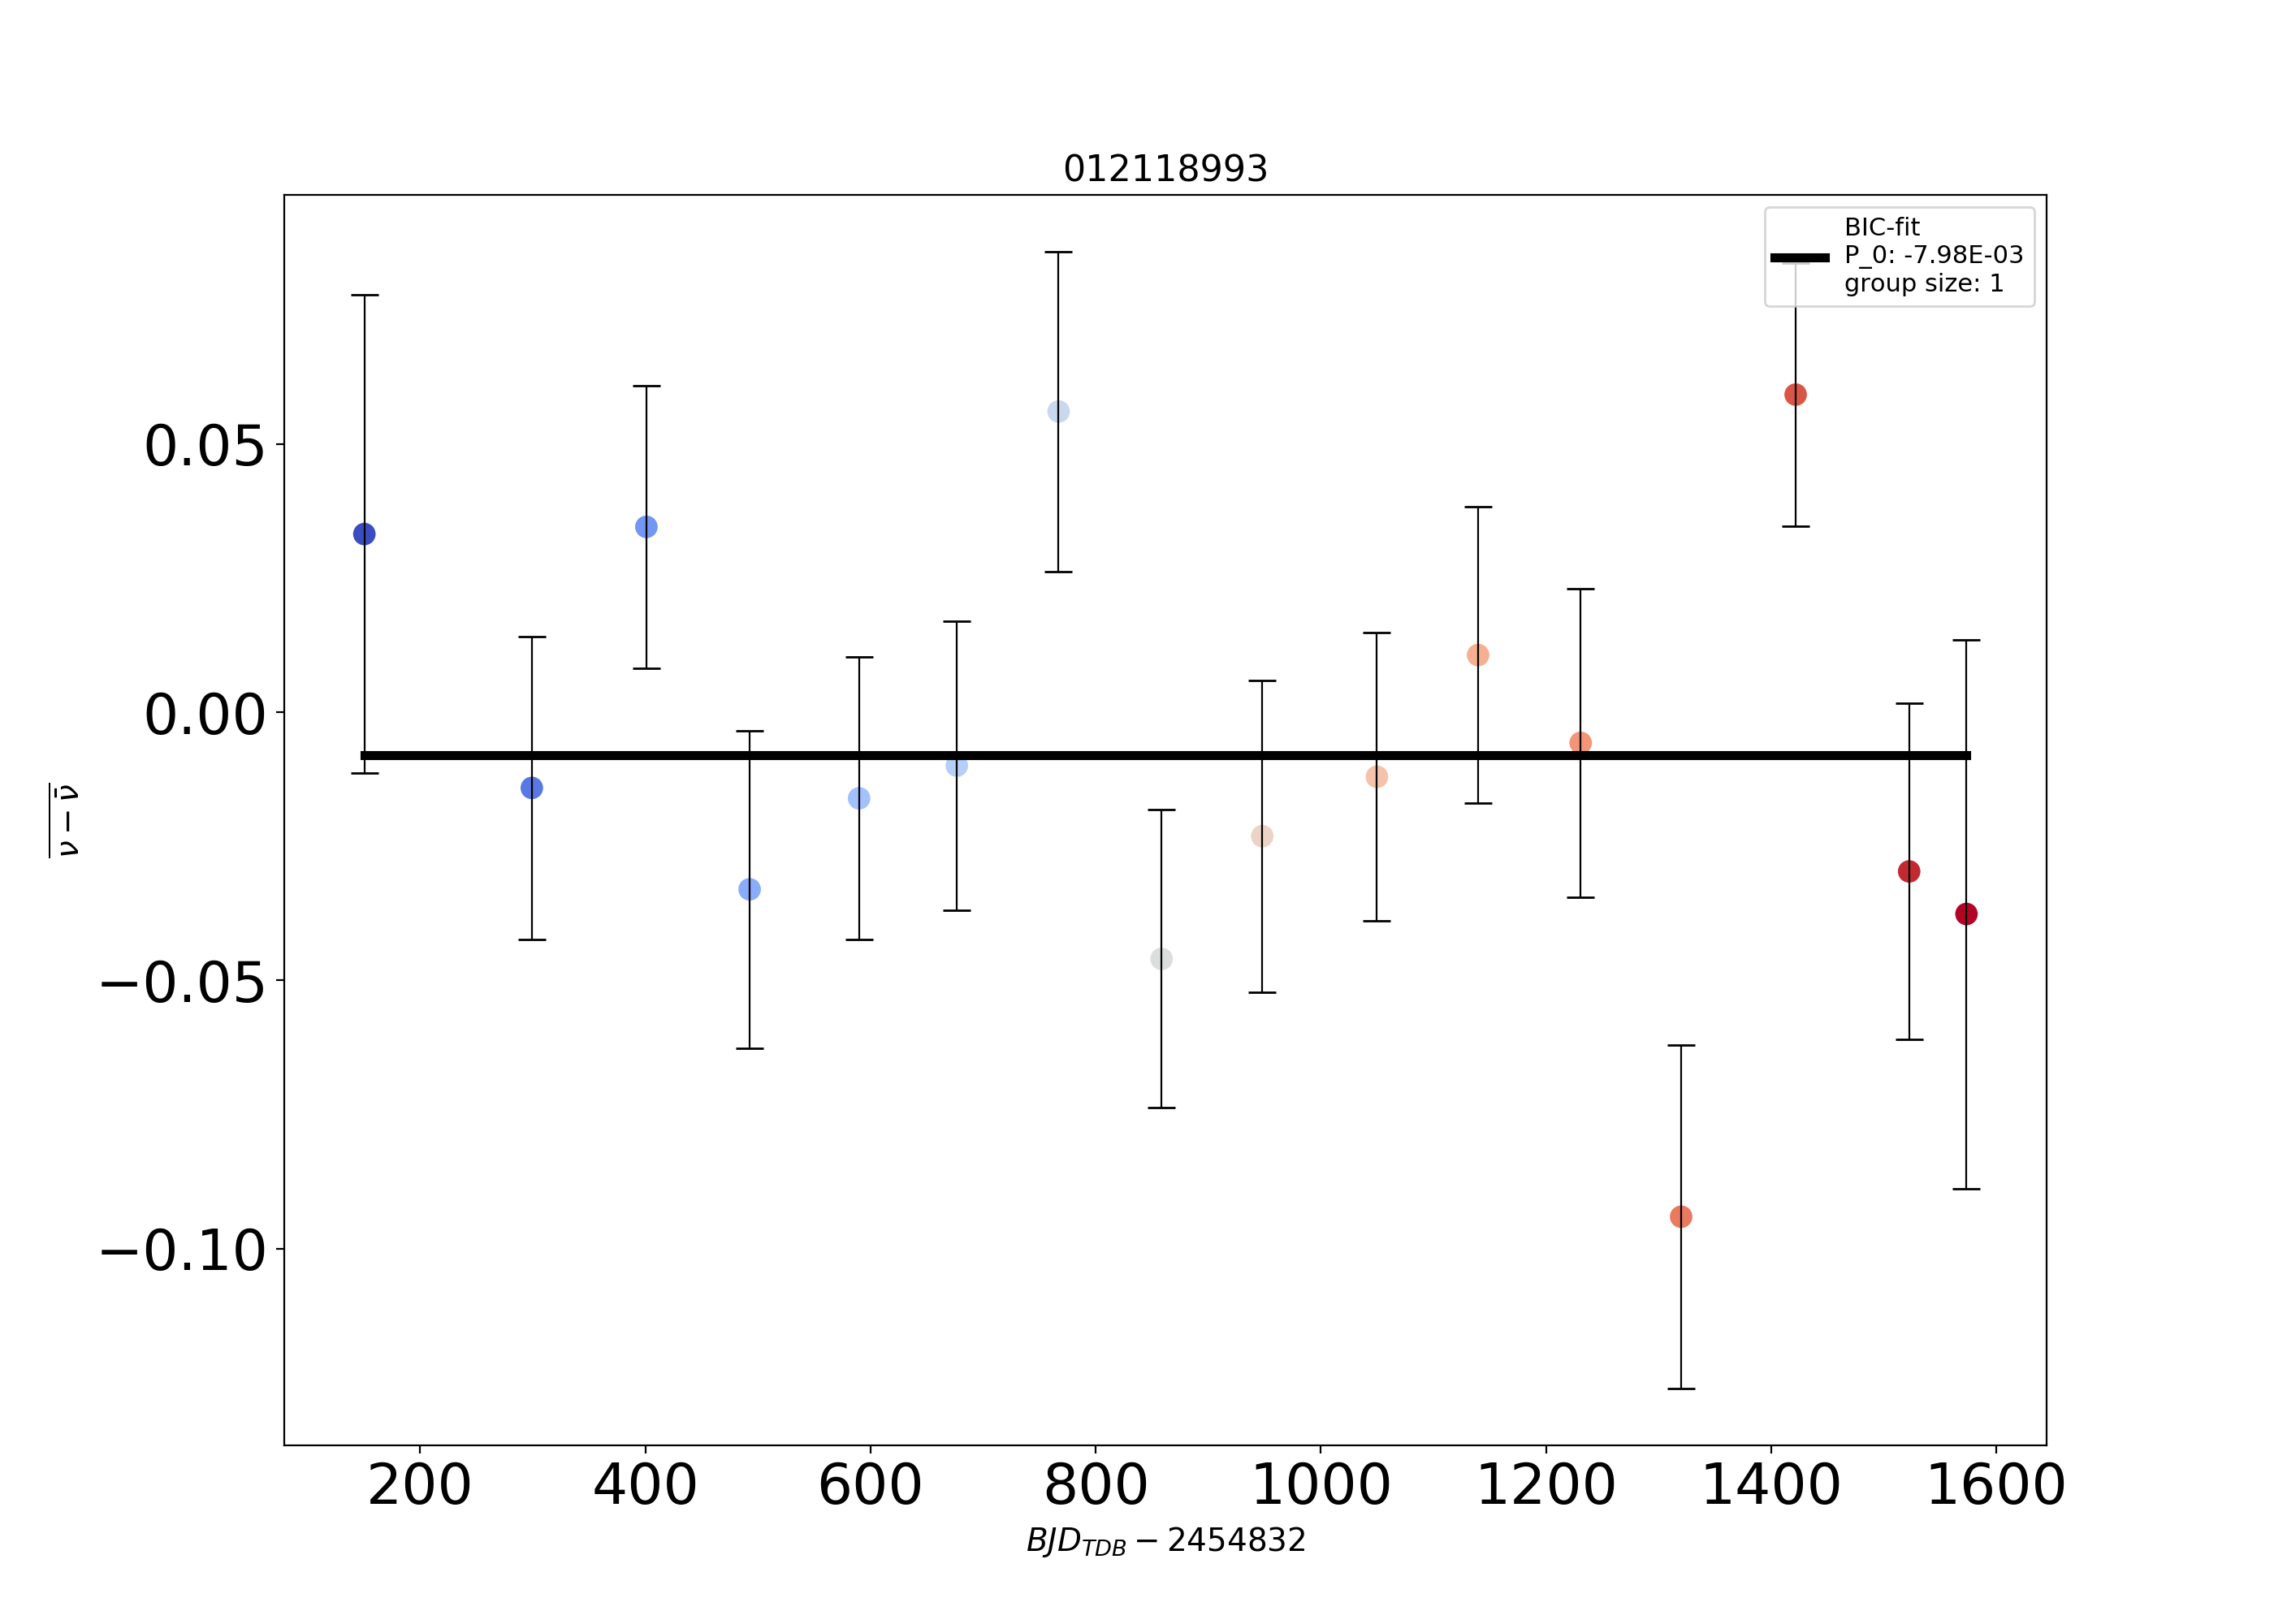 012118993
BIC-fit
P_0: -7.98E-03
group size: 1
0.05
0.00
−0.05
−0.10
ν − ν̄
200 400 600 800 1000 1200 1400 1600
BJD_TDB − 2454832